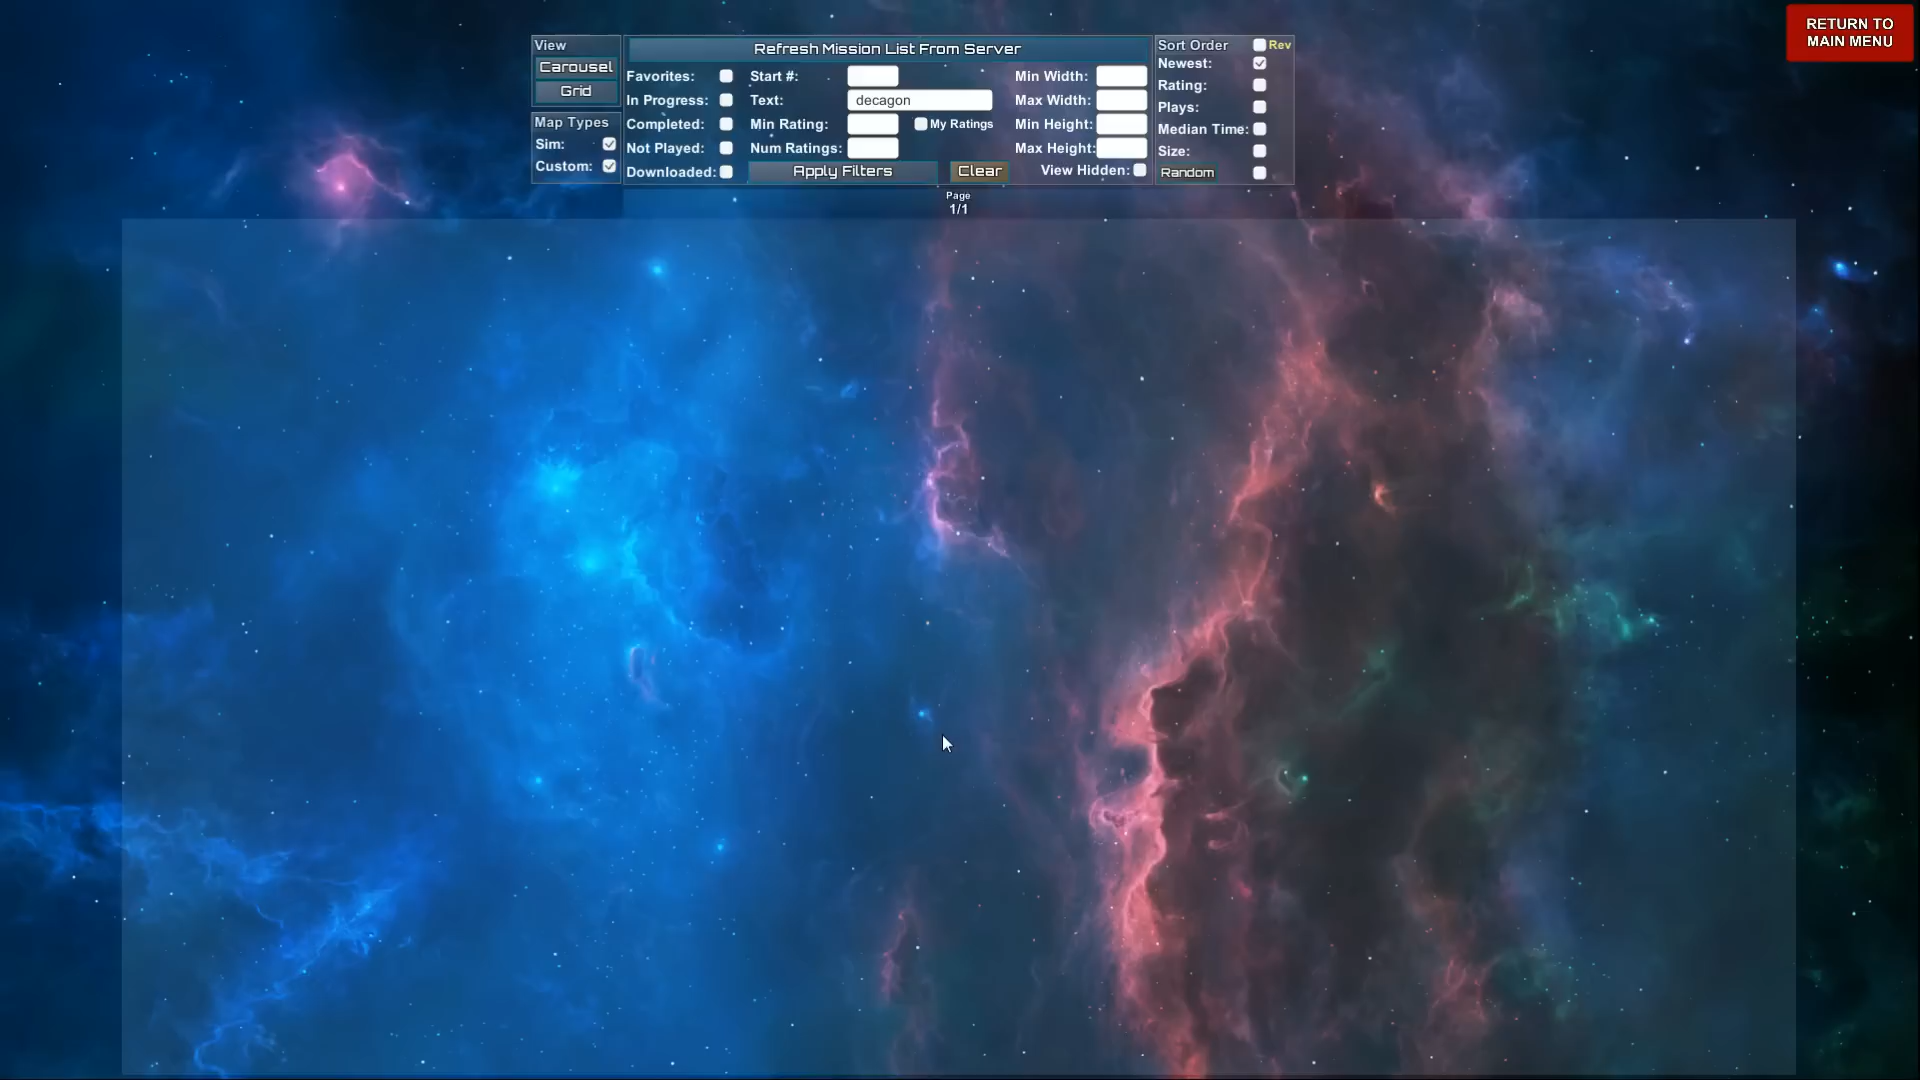 RETURN TO
MAIN MENU
View
Carousel
Grid
Map Types
Sim:
Custom:
Refresh Mission List From Server
Favorites:
In Progress:
Completed:
Not Played:
Downloaded:
Start #:
Text: decagon
Min Rating: My Ratings
Num Ratings:
Apply Filters Clear
Min Width:
Max Width:
Min Height:
Max Height:
View Hidden:
Sort Order Rev
Newest:
Rating:
Plays:
Median Time:
Size:
Random
Page
1/1